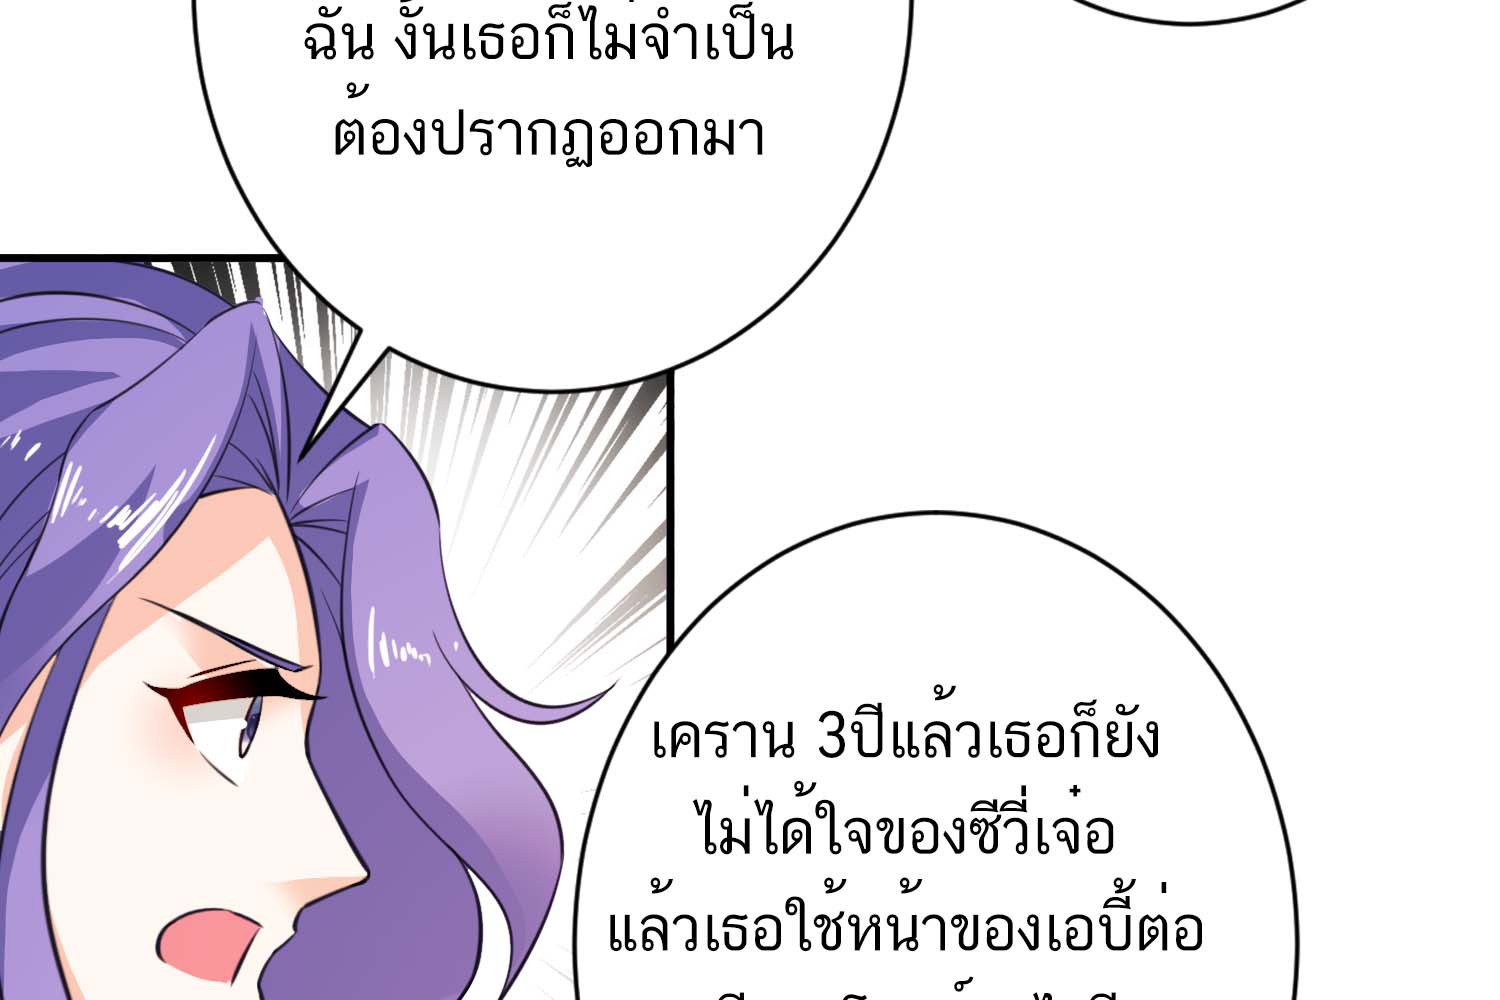 ฉัน งั้นเธอก็ไม่จำเป็น
ต้องปรากฏออกมา
เคราน 3ปีแล้วเธอก็ยัง
ไม่ได้ใจของซีวี่เจ๋อ
แล้วเธอใช้หน้าของเอบี้ต่อ